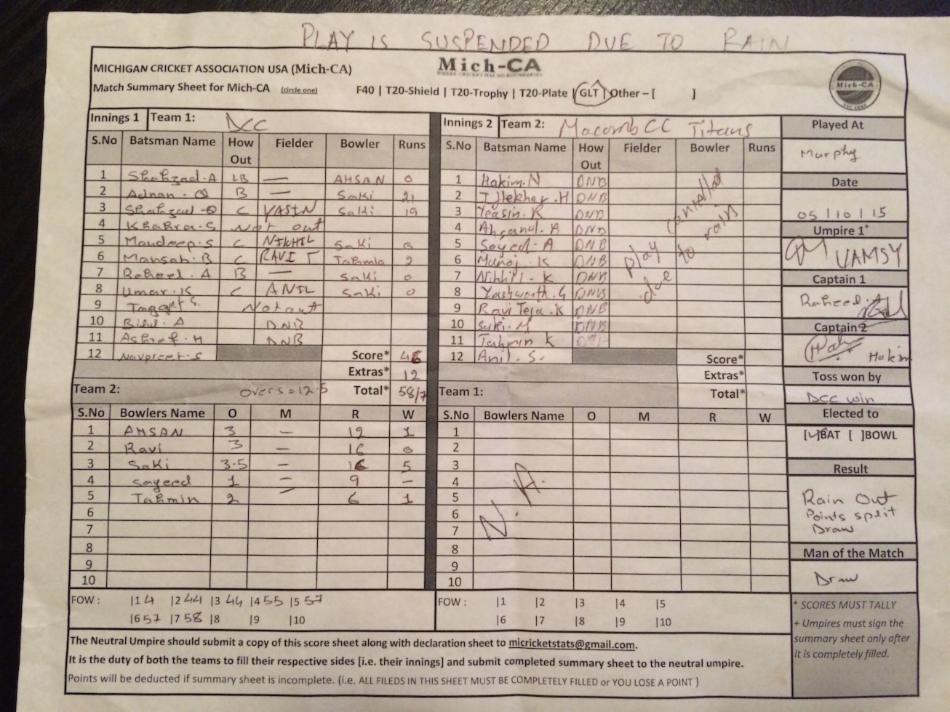 PLAY IS SUSPENDED DUE TO RAIN
MICHIGAN CRICKET ASSOCIATION USA (Mich-CA)
Mich-CA
Match Summary Sheet for Mich-CA (circle one) F40 | T20-Shield | T20-Trophy | T20-Plate | GLT | Other – [ ]
Mich-CA
Innings 1 Team 1:
S.No Batsman Name How Out Fielder Bowler Runs
1 Shahzad.A LB — AHSAN 0
2 Adnan.Q B — Saki 21
3 Shahzad-Q C YASIN Saki 19
4 Khahra.S Not out
5 Mandeep.S C NIKHIL Saki
6 Mansab.B C RAVI T Tahmin 2
7 Raheel.A B — Saki 0
8 Umar.K C ANIL Saki 0
9 Not out
10 DNB
11 Ashraf.H DNB
12 Navpreet.S Score*
Extras* 12
Team 2: overs = 12.5 Total* 58/7
S.No Bowlers Name O M R W
1 AHSAN 3 — 1
2 Ravi 3 — 16 0
3 Saki 3.5 — 16 5
4 Sayeed 1 — 9 —
5 Tahmin 2 — 6 1
6
7
8
9
10
FOW: |1 4 |2 44 |3 44 |4 55 |5 57
|6 57 |7 58 |8 |9 |10
Innings 2 Team 2: Macomb CC Titans
S.No Batsman Name How Out Fielder Bowler Runs
1 Hakim.N DNB
2 Iftekhar.H DNB
3 Yeasin.K DNB
4 Ahsanul.A DNB
5 Sayed.A DNB
6 DNB
7 Nikhil.K DNB
8 Yashwanth.G DNB
9 Ravi Teja.K DNB
10 Saki.M DNB
11 Tahmin.K DNB
12 Anil.S. Score*
play cancelled
due to rain
Extras*
Team 1: Total*
S.No Bowlers Name O M R W
1
2
3
4
5
6
7
8
9
10
N.A.
FOW : |1 |2 |3 |4 |5
|6 |7 |8 |9 |10
Played At
Murphy
Date
05/10/15
Umpire 1+
VAMSY
Captain 1
Raheel.A
Captain 2
Hakim
Toss won by
DCC win
Elected to
[✓]BAT [ ]BOWL
Result
Rain Out
Points split
Draw
Man of the Match
Draw
* SCORES MUST TALLY
+ Umpires must sign the
summary sheet only after
it is completely filled.
The Neutral Umpire should submit a copy of this score sheet along with declaration sheet to micricketstats@gmail.com.
It is the duty of both the teams to fill their respective sides [i.e. their innings] and submit completed summary sheet to the neutral umpire.
Points will be deducted if summary sheet is incomplete. (i.e. ALL FILEDS IN THIS SHEET MUST BE COMPLETELY FILLED or YOU LOSE A POINT )